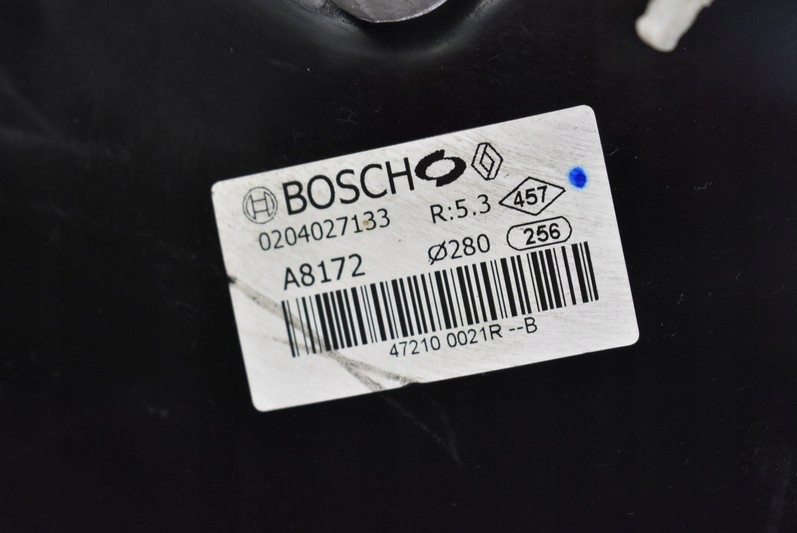 BOSCH
0204027133 R:5.3 457
A8172 Ø280 256
47210 0021R --B